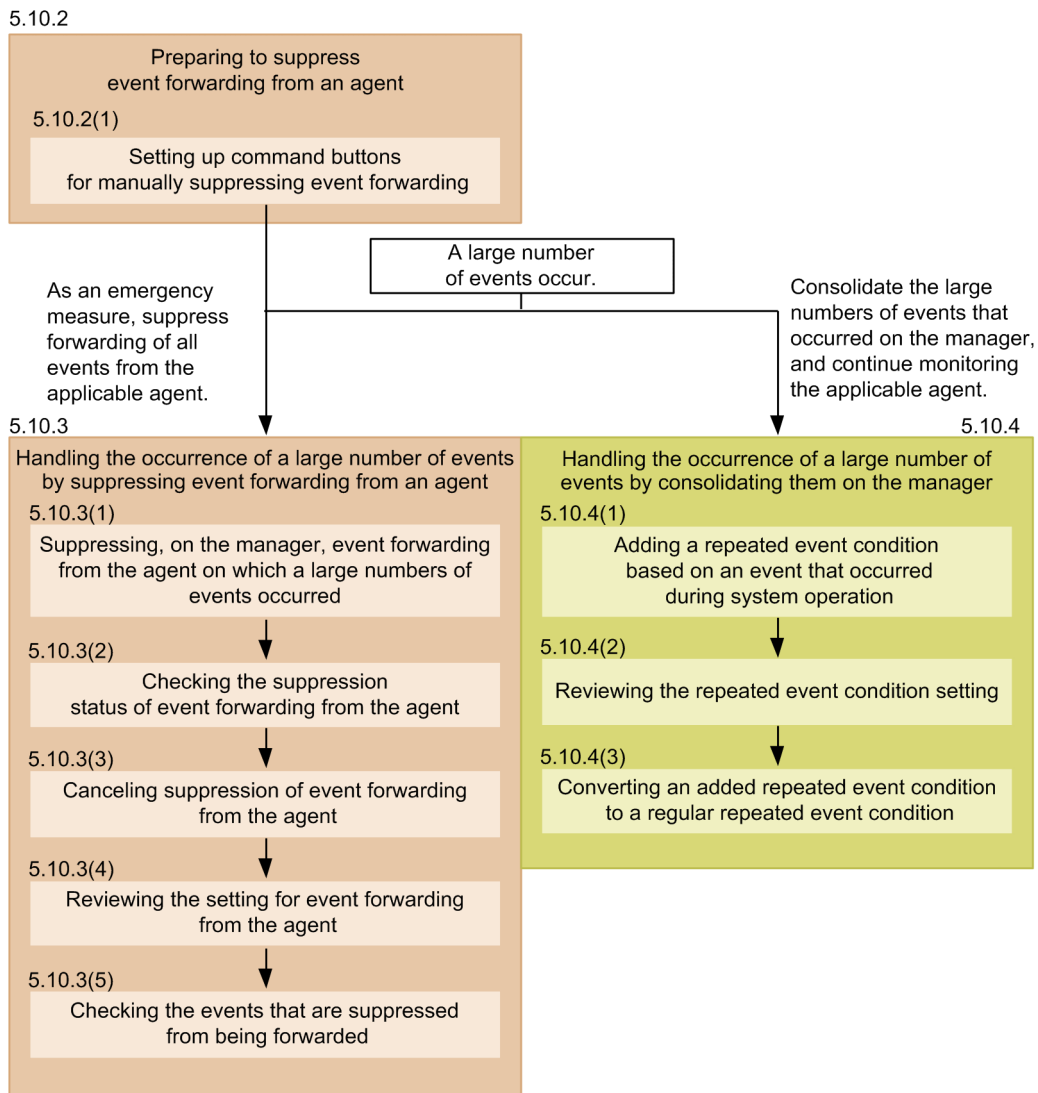 5.10.2
Preparing to suppress
event forwarding from an agent
5.10.2(1)
Setting up command buttons
for manually suppressing event forwarding
A large number
of events occur.
As an emergency
measure, suppress
forwarding of all
events from the
applicable agent.
Consolidate the large
numbers of events that
occurred on the manager,
and continue monitoring
the applicable agent.
5.10.3
Handling the occurrence of a large number of events
by suppressing event forwarding from an agent
5.10.3(1)
Suppressing, on the manager, event forwarding
from the agent on which a large numbers of
events occurred
5.10.3(2)
Checking the suppression
status of event forwarding from the agent
5.10.3(3)
Canceling suppression of event forwarding
from the agent
5.10.3(4)
Reviewing the setting for event forwarding
from the agent
5.10.3(5)
Checking the events that are suppressed
from being forwarded
5.10.4
Handling the occurrence of a large number of
events by consolidating them on the manager
5.10.4(1)
Adding a repeated event condition
based on an event that occurred
during system operation
5.10.4(2)
Reviewing the repeated event condition setting
5.10.4(3)
Converting an added repeated event condition
to a regular repeated event condition